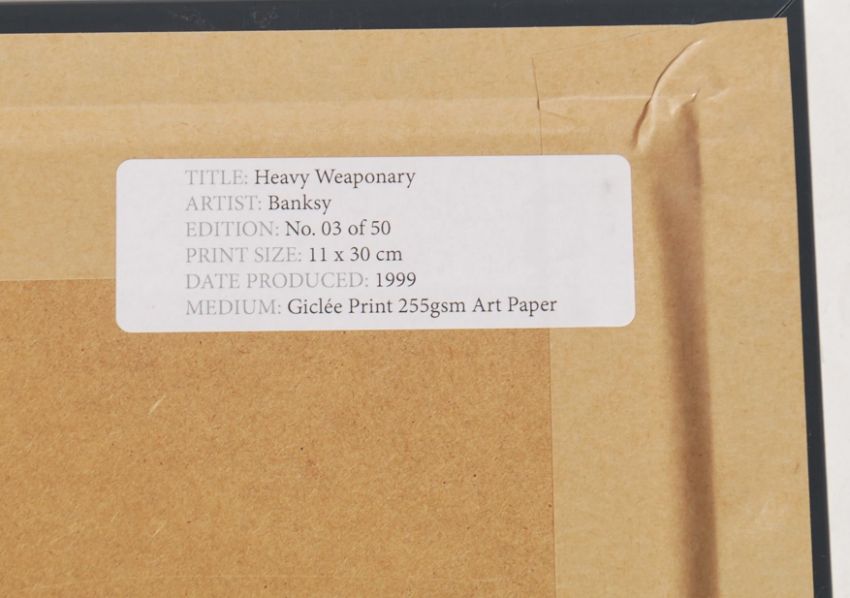 TITLE: Heavy Weaponary
ARTIST: Banksy
EDITION: No. 03 of 50
PRINT SIZE: 11 x 30 cm
DATE PRODUCED: 1999
MEDIUM: Giclée Print 255gsm Art Paper